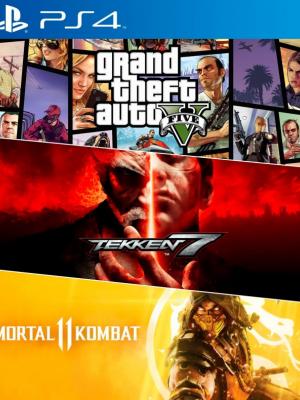 PS4
grand
theft
auto
V
FIVE
TEKKEN 7
MORTAL 11 KOMBAT